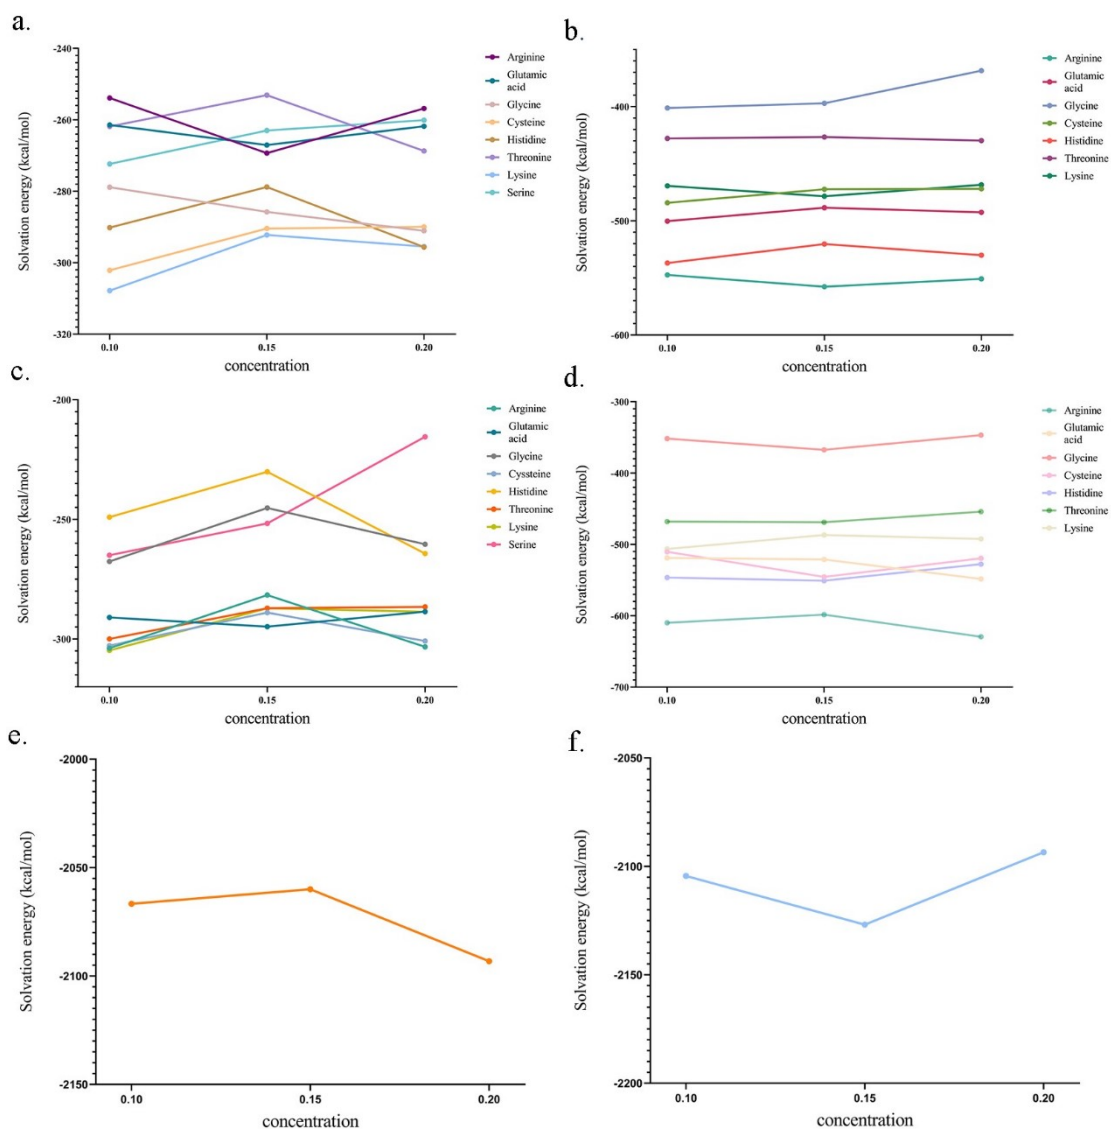 a.
Solvation energy (kcal/mol)
-240
-260
-280
-300
-320
0.10
0.15
0.20
concentration
Arginine
Glutamic
acid
Glycine
Cysteine
Histidine
Threonine
Lysine
Serine
b.
Solvation energy (kcal/mol)
-400
-500
-600
0.10
0.15
0.20
concentration
Arginine
Glutamic
acid
Glycine
Cysteine
Histidine
Threonine
Lysine
c.
Solvation energy (kcal/mol)
-200
-250
-300
0.10
0.15
0.20
concentration
Arginine
Glutamic
acid
Glycine
Cyssteine
Histidine
Threonine
Lysine
Serine
d.
Solvation energy (kcal/mol)
-300
-400
-500
-600
-700
0.10
0.15
0.20
concentration
Arginine
Glutamic
acid
Glycine
Cysteine
Histidine
Threonine
Lysine
e.
Solvation energy (kcal/mol)
-2000
-2050
-2100
-2150
0.10
0.15
0.20
concentration
f.
Solvation energy (kcal/mol)
-2050
-2100
-2150
-2200
0.10
0.15
0.20
concentration